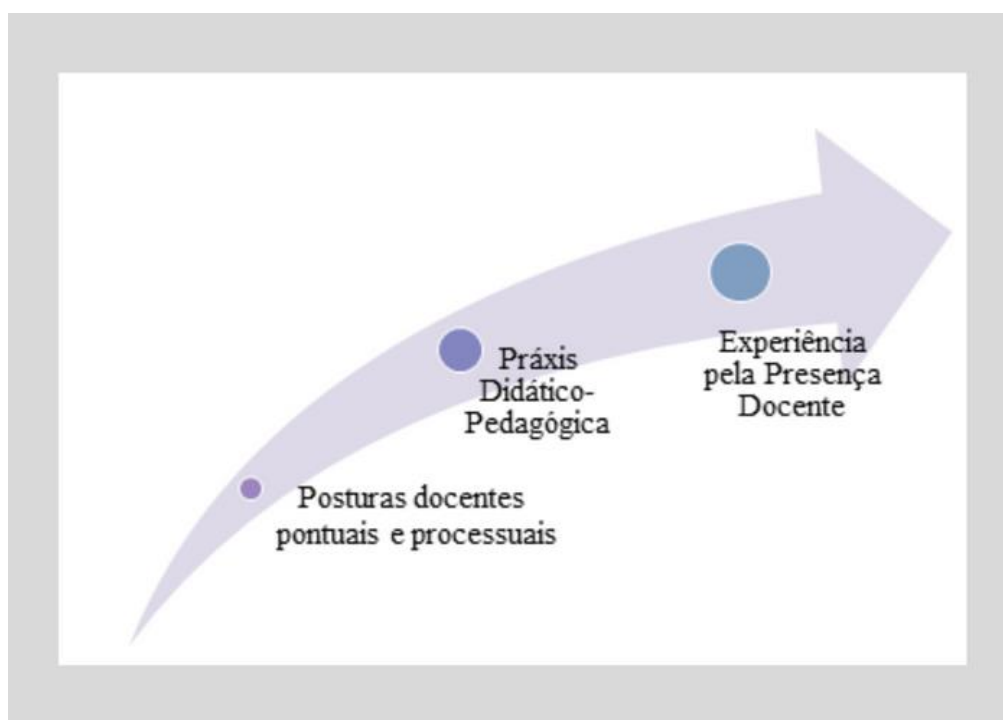 Experiência
pela Presença
Docente
Práxis
Didático-
Pedagógica
Posturas docentes
pontuais e processuais